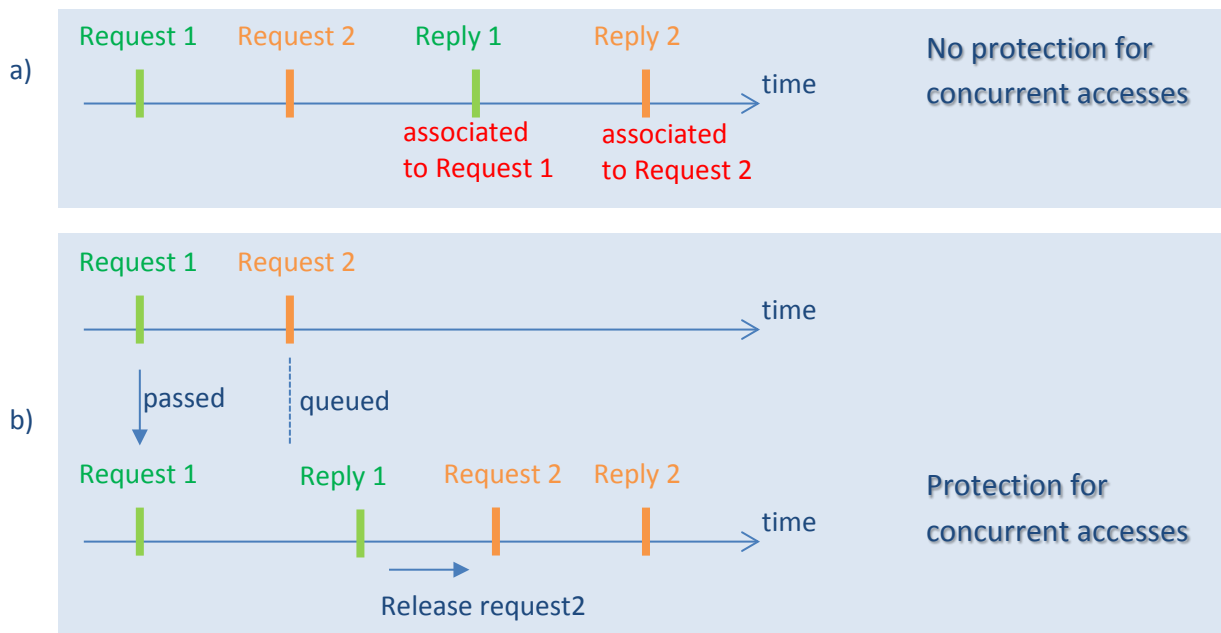 a)
Request 1
Request 2
Reply 1
Reply 2
time
associated
to Request 1
associated
to Request 2
No protection for
concurrent accesses
b)
Request 1
Request 2
time
passed
queued
Request 1
Reply 1
Request 2
Reply 2
time
Release request2
Protection for
concurrent accesses